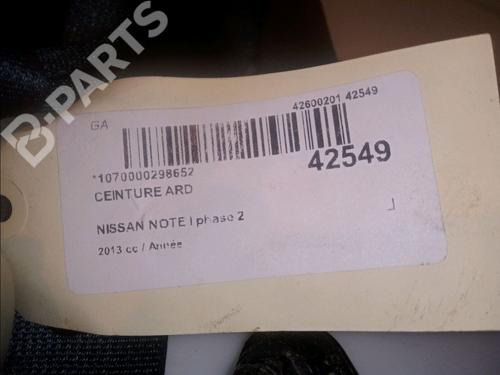 B-PARTS
GA
42600201 42549
*1070000298652
42549
CEINTURE ARD
NISSAN NOTE I phase 2
2013 cc / Année